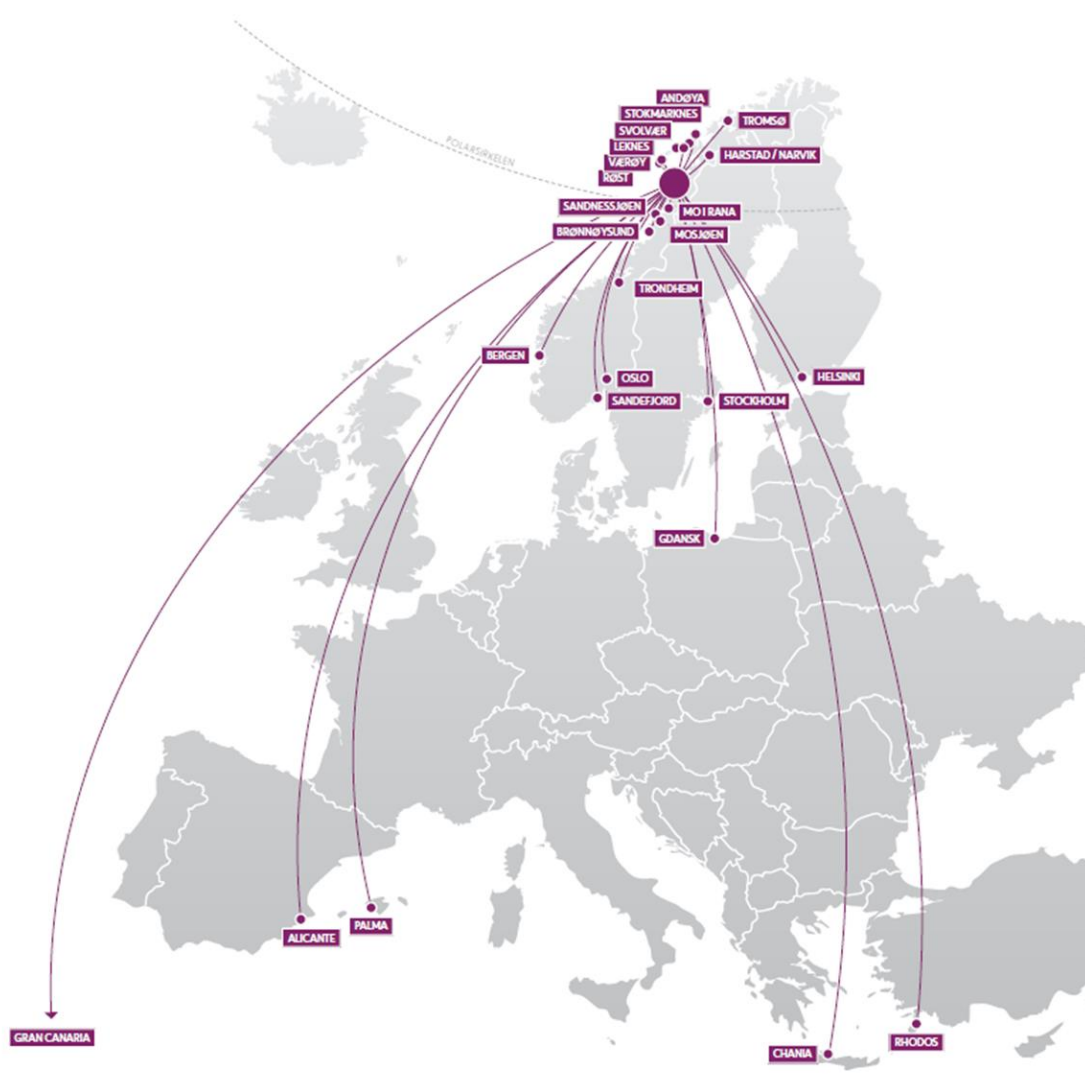 ANDØYA
STOKMARKNES
TROMSØ
SVOLVÆR
LEKNES
HARSTAD / NARVIK
VÆRØY
RØST
POLARSIRKELEN
SANDNESSJØEN
MO I RANA
BRØNNØYSUND
MOSJØEN
TRONDHEIM
BERGEN
OSLO
HELSINKI
SANDEFJORD
STOCKHOLM
GDANSK
ALICANTE
PALMA
GRAN CANARIA
CHANIA
RHODOS